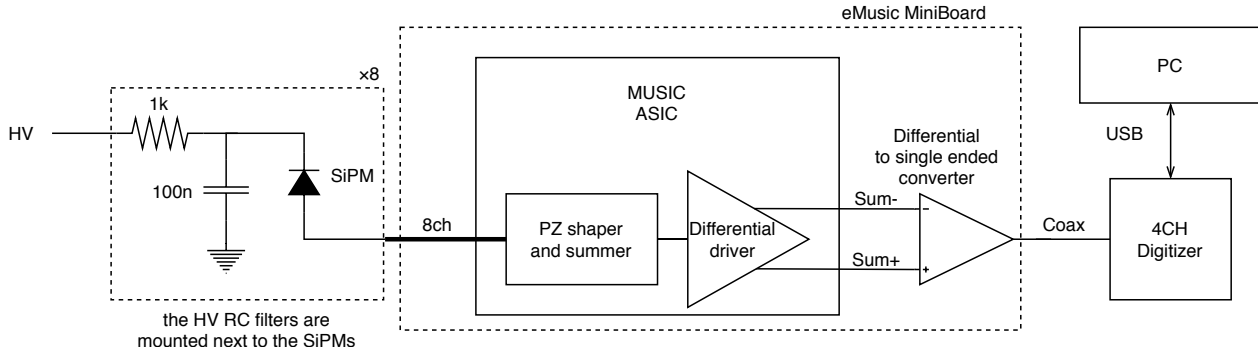 eMusic MiniBoard
×8
1k
HV
100n
SiPM
the HV RC filters are
mounted next to the SiPMs
8ch
MUSIC
ASIC
PZ shaper
and summer
Differential
driver
Sum-
Sum+
Differential
to single ended
converter
-
+
Coax
PC
USB
4CH
Digitizer